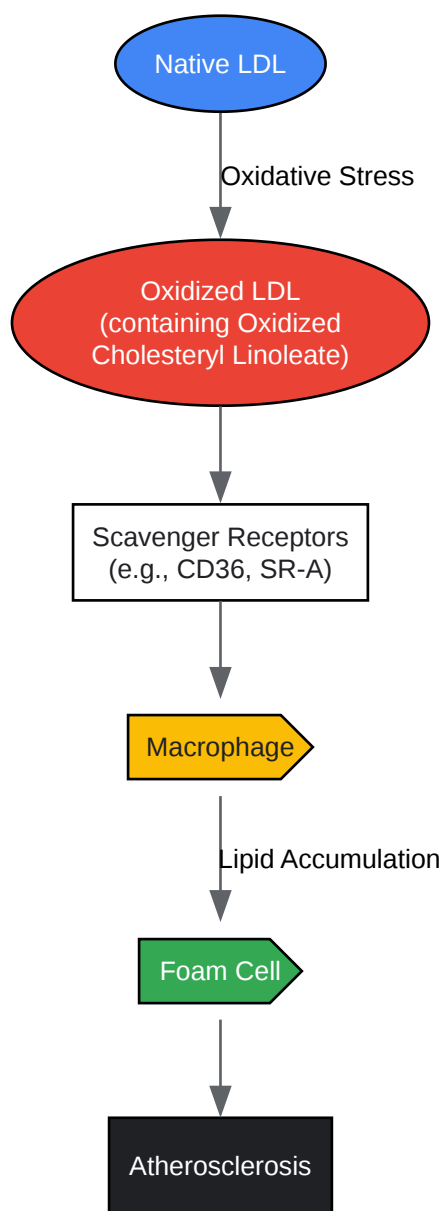 Native LDL
Oxidative Stress
Oxidized LDL
(containing Oxidized
Cholesteryl Linoleate)
Scavenger Receptors
(e.g., CD36, SR-A)
Macrophage
Lipid Accumulation
Foam Cell
Atherosclerosis